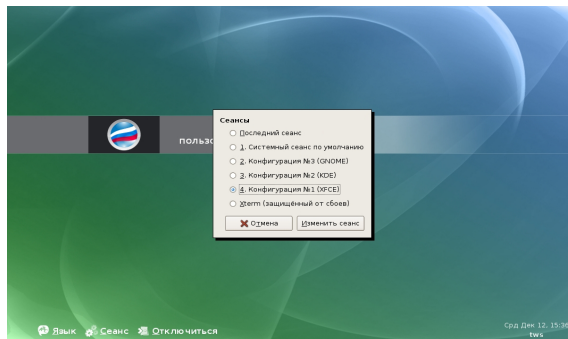 Сеансы
Последний сеанс
1. Системный сеанс по умолчанию
2. Конфигурация №3 (GNOME)
3. Конфигурация №2 (KDE)
4. Конфигурация №1 (XFCE)
Xterm (защищённый от сбоев)
Отмена
Изменить сеанс
Язык
Сеанс
Отключиться
Срд Дек 12, 15:36
tws